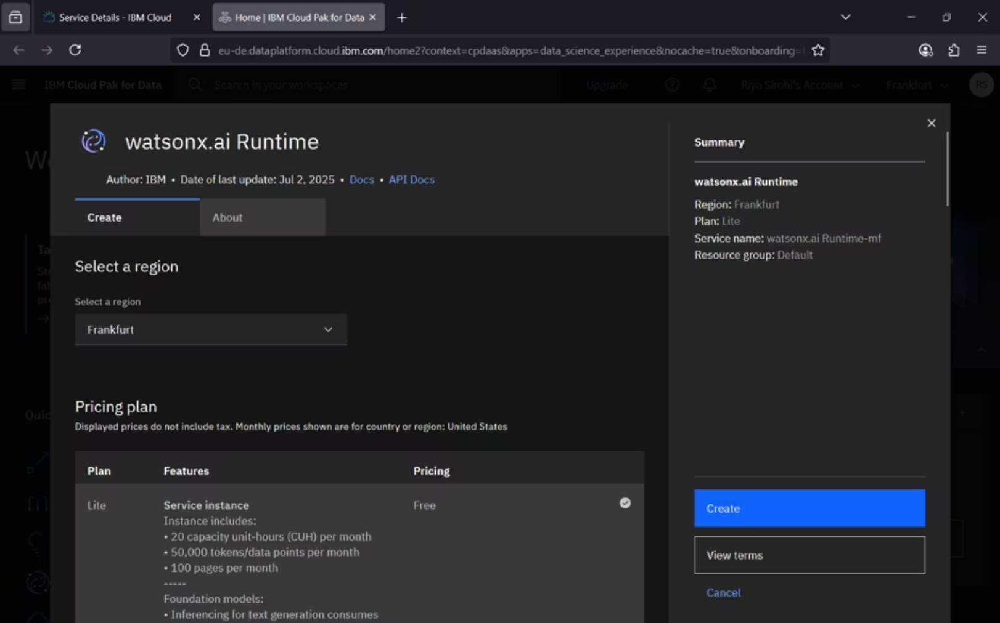 Service Details - IBM Cloud
Home | IBM Cloud Pak for Data
eu-de.dataplatform.cloud.ibm.com/home2?context=cpdaas&apps=data_science_experience&nocache=true&onboarding=
IBM Cloud Pak for Data
Search in your workspaces
Upgrade
Riya Sirohi's Account
Frankfurt
RS
watsonx.ai Runtime
Author: IBM • Date of last update: Jul 2, 2025 • Docs • API Docs
Create
About
Select a region
Select a region
Frankfurt
Pricing plan
Displayed prices do not include tax. Monthly prices shown are for country or region: United States
Plan
Features
Pricing
Lite
Service instance
Free
Instance includes:
• 20 capacity unit-hours (CUH) per month
• 50,000 tokens/data points per month
• 100 pages per month
-----
Foundation models:
• Inferencing for text generation consumes
Summary
watsonx.ai Runtime
Region: Frankfurt
Plan: Lite
Service name: watsonx.ai Runtime-mf
Resource group: Default
Create
View terms
Cancel